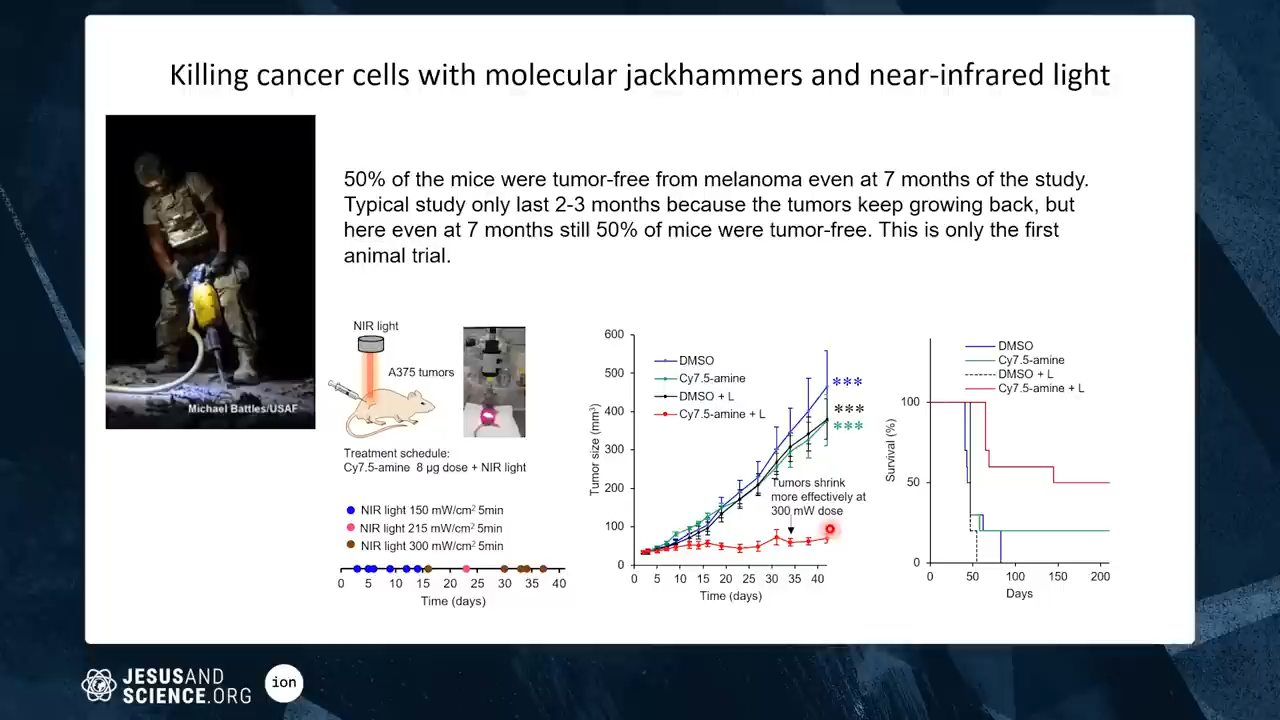 Killing cancer cells with molecular jackhammers and near-infrared light
50% of the mice were tumor-free from melanoma even at 7 months of the study.
Typical study only last 2-3 months because the tumors keep growing back, but
here even at 7 months still 50% of mice were tumor-free. This is only the first
animal trial.
Michael Battles/USAF
NIR light
A375 tumors
Treatment schedule:
Cy7.5-amine 8 µg dose + NIR light
NIR light 150 mW/cm² 5min
NIR light 215 mW/cm² 5min
NIR light 300 mW/cm² 5min
0 5 10 15 20 25 30 35 40
Time (days)
Tumor size (mm³)
600
500
400
300
200
100
0
DMSO
Cy7.5-amine
DMSO + L
Cy7.5-amine + L
***
***
***
Tumors shrink
more effectively at
300 mW dose
0 5 10 15 20 25 30 35 40
Time (days)
Survival (%)
100
50
0
DMSO
Cy7.5-amine
DMSO + L
Cy7.5-amine + L
0 50 100 150 200
Days
JESUSAND
SCIENCE.ORG
ion